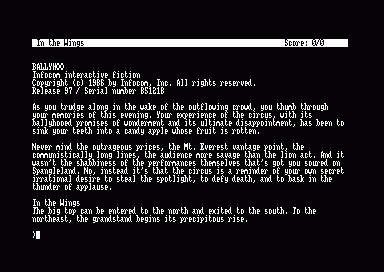 In the Wings Score: 0/0
BALLYHOO
Infocom interactive fiction
Copyright (c) 1986 by Infocom, Inc. All rights reserved.
Release 97 / Serial number 851218
As you trudge along in the wake of the outflowing crowd, you thumb through
your memories of this evening. Your experience of the circus, with its
ballyhooed promises of wonderment and its ultimate disappointment, has been to
sink your teeth into a candy apple whose fruit is rotten.
Never mind the outrageous prices, the Mt. Everest vantage point, the
communistically long lines, the audience more savage than the lion act. And it
wasn't the shabbiness of the performances themselves that's got you soured on
Spangleland. No, instead it's that the circus is a reminder of your own secret
irrational desire to steal the spotlight, to defy death, and to bask in the
thunder of applause.
In the Wings
The big top can be entered to the north and exited to the south. To the
northeast, the grandstand begins its precipitous rise.
>